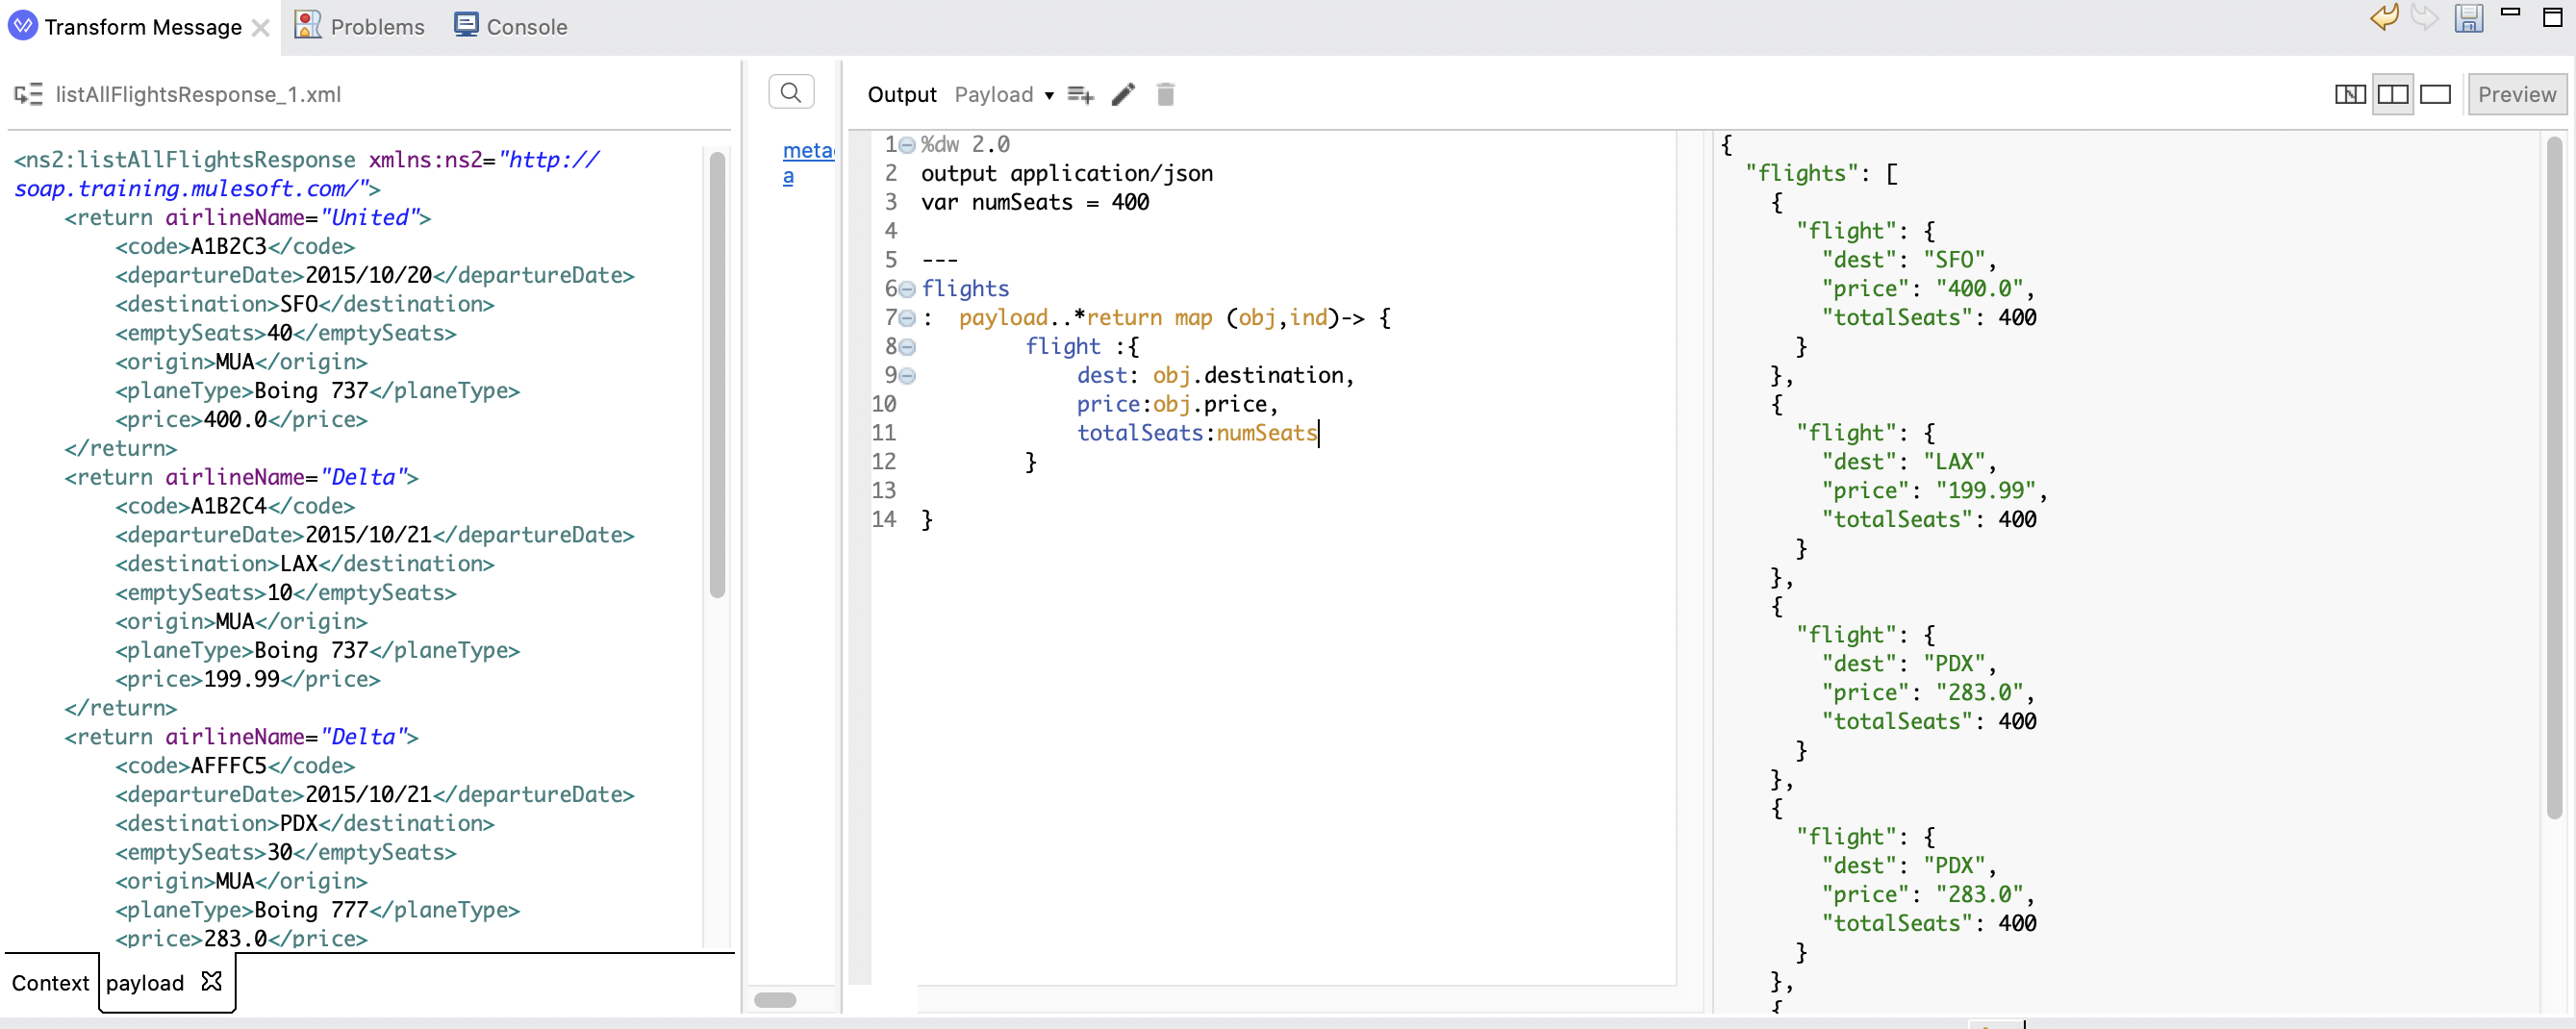 Transform Message
Problems
Console
listAllFlightsResponse_1.xml
<ns2:listAllFlightsResponse xmlns:ns2="http://
soap.training.mulesoft.com/">
<return airlineName="United">
<code>A1B2C3</code>
<departureDate>2015/10/20</departureDate>
<destination>SFO</destination>
<emptySeats>40</emptySeats>
<origin>MUA</origin>
<planeType>Boing 737</planeType>
<price>400.0</price>
</return>
<return airlineName="Delta">
<code>A1B2C4</code>
<departureDate>2015/10/21</departureDate>
<destination>LAX</destination>
<emptySeats>10</emptySeats>
<origin>MUA</origin>
<planeType>Boing 737</planeType>
<price>199.99</price>
</return>
<return airlineName="Delta">
<code>AFFFC5</code>
<departureDate>2015/10/21</departureDate>
<destination>PDX</destination>
<emptySeats>30</emptySeats>
<origin>MUA</origin>
<planeType>Boing 777</planeType>
<price>283.0</price>
Context
payload
meta
a
Output Payload
Preview
1 %dw 2.0
2 output application/json
3 var numSeats = 400
4
5 ---
6 flights
7 : payload..*return map (obj,ind)-> {
8 flight :{
9 dest: obj.destination,
10 price:obj.price,
11 totalSeats:numSeats
12 }
13
14 }
{
"flights": [
{
"flight": {
"dest": "SFO",
"price": "400.0",
"totalSeats": 400
}
},
{
"flight": {
"dest": "LAX",
"price": "199.99",
"totalSeats": 400
}
},
{
"flight": {
"dest": "PDX",
"price": "283.0",
"totalSeats": 400
}
},
{
"flight": {
"dest": "PDX",
"price": "283.0",
"totalSeats": 400
}
},
{